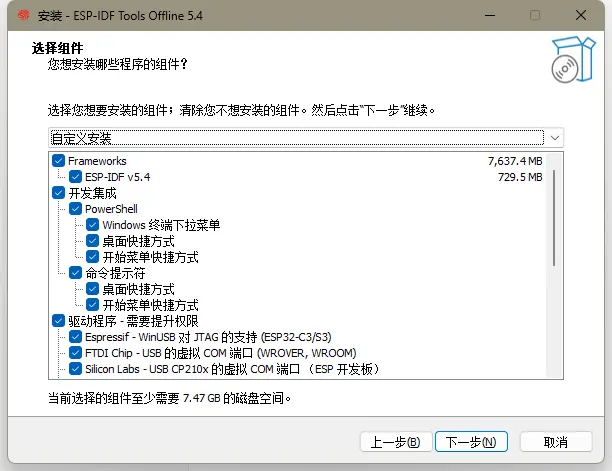 安装 - ESP-IDF Tools Offline 5.4
选择组件
您想安装哪些程序的组件？
选择您想要安装的组件；清除您不想安装的组件。然后点击“下一步”继续。
自定义安装
Frameworks 7,637.4 MB
ESP-IDF v5.4 729.5 MB
开发集成
PowerShell
Windows 终端下拉菜单
桌面快捷方式
开始菜单快捷方式
命令提示符
桌面快捷方式
开始菜单快捷方式
驱动程序 - 需要提升权限
Espressif - WinUSB 对 JTAG 的支持 (ESP32-C3/S3)
FTDI Chip - USB 的虚拟 COM 端口 (WROVER, WROOM)
Silicon Labs - USB CP210x 的虚拟 COM 端口 （ESP 开发板）
当前选择的组件至少需要 7.47 GB 的磁盘空间。
上一步(B) 下一步(N) 取消